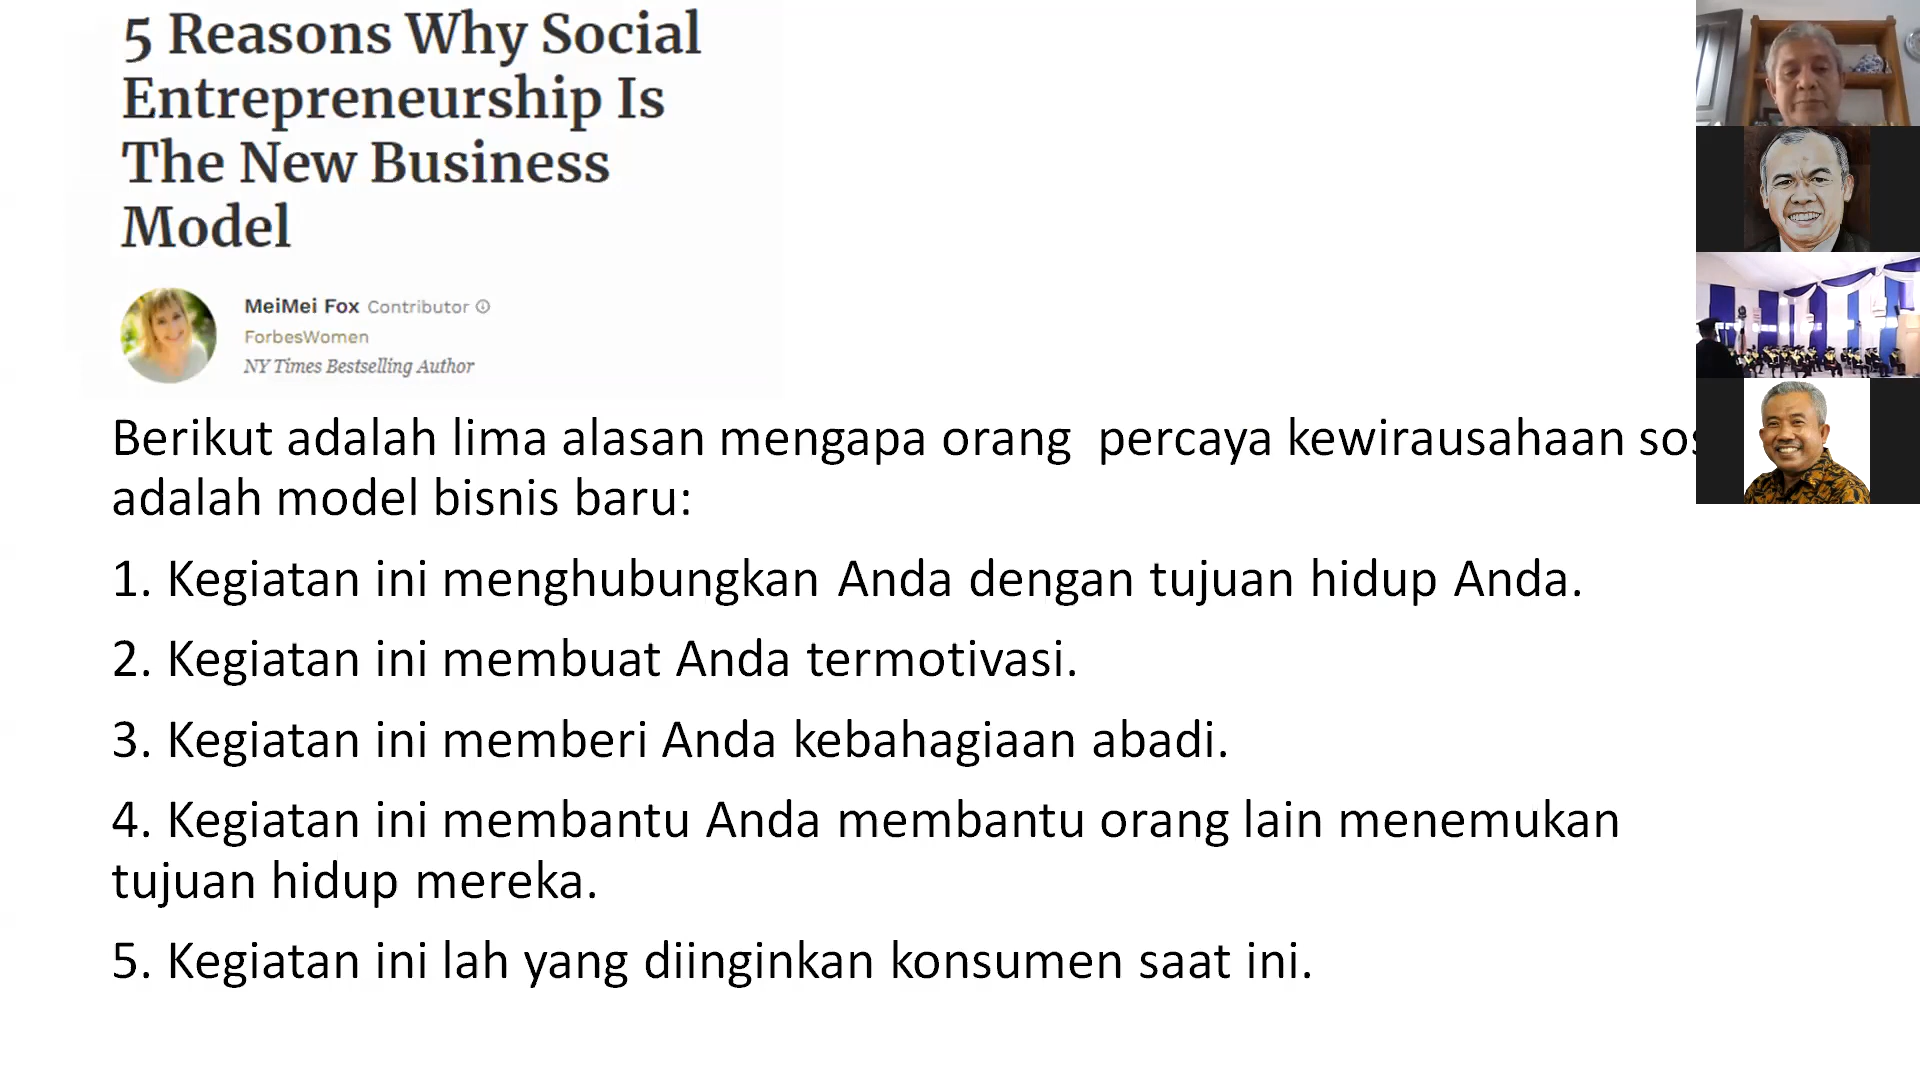 5 Reasons Why Social
Entrepreneurship Is
The New Business
Model
MeiMei Fox Contributor
ForbesWomen
NY Times Bestselling Author
Berikut adalah lima alasan mengapa orang percaya kewirausahaan
adalah model bisnis baru:
1. Kegiatan ini menghubungkan Anda dengan tujuan hidup Anda.
2. Kegiatan ini membuat Anda termotivasi.
3. Kegiatan ini memberi Anda kebahagiaan abadi.
4. Kegiatan ini membantu Anda membantu orang lain menemukan
tujuan hidup mereka.
5. Kegiatan ini lah yang diinginkan konsumen saat ini.